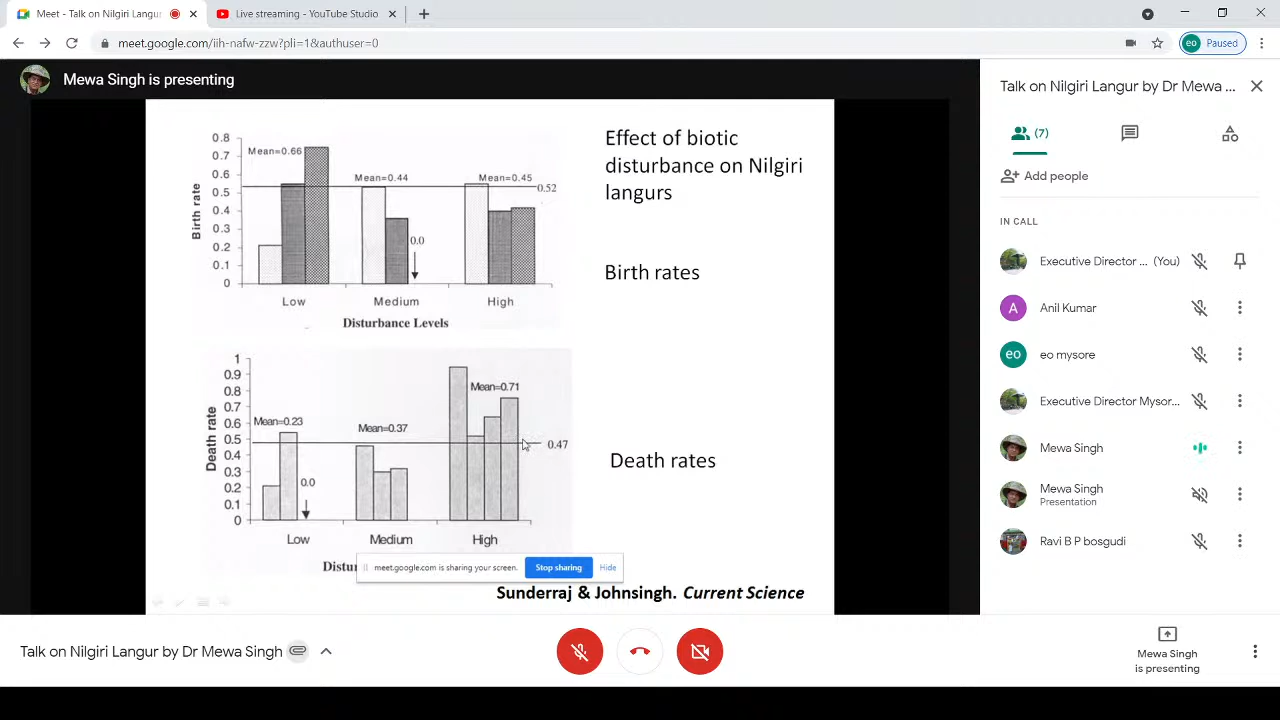 Meet - Talk on Nilgiri Langur
Live streaming - YouTube Studio
meet.google.com/iih-nafw-zzw?pli=1&authuser=0
eo Paused
Mewa Singh is presenting
Talk on Nilgiri Langur by Dr Mewa ...
(7)
Add people
IN CALL
Executive Director ... (You)
A Anil Kumar
eo eo mysore
Executive Director Mysor...
Mewa Singh
Mewa Singh
Presentation
Ravi B P bosgudi
Effect of biotic
disturbance on Nilgiri
langurs
Birth rates
Death rates
Birth rate
0.8
0.7
0.6
0.5
0.4
0.3
0.2
0.1
0
Mean=0.66
Mean=0.44
Mean=0.45
0.52
0.0
Low Medium High
Disturbance Levels
Death rate
1
0.9
0.8
0.7
0.6
0.5
0.4
0.3
0.2
0.1
0
Mean=0.23
Mean=0.37
Mean=0.71
0.47
0.0
Low Medium High
Distu
meet.google.com is sharing your screen. Stop sharing Hide
Sunderraj & Johnsingh. Current Science
Talk on Nilgiri Langur by Dr Mewa Singh
Mewa Singh
is presenting